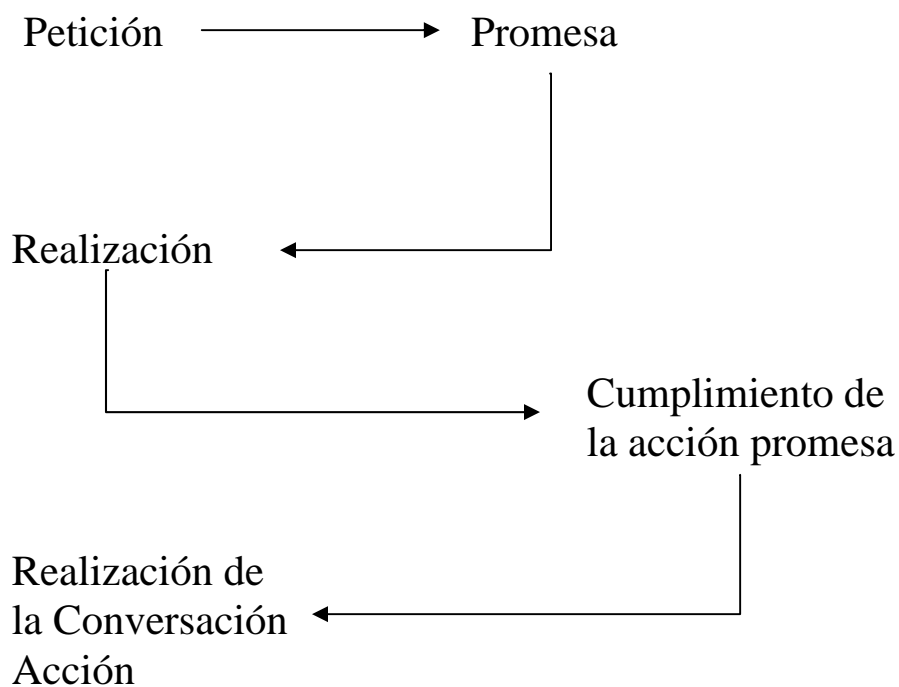 Petición
Promesa
Realización
Cumplimiento de
la acción promesa
Realización de
la Conversación
Acción